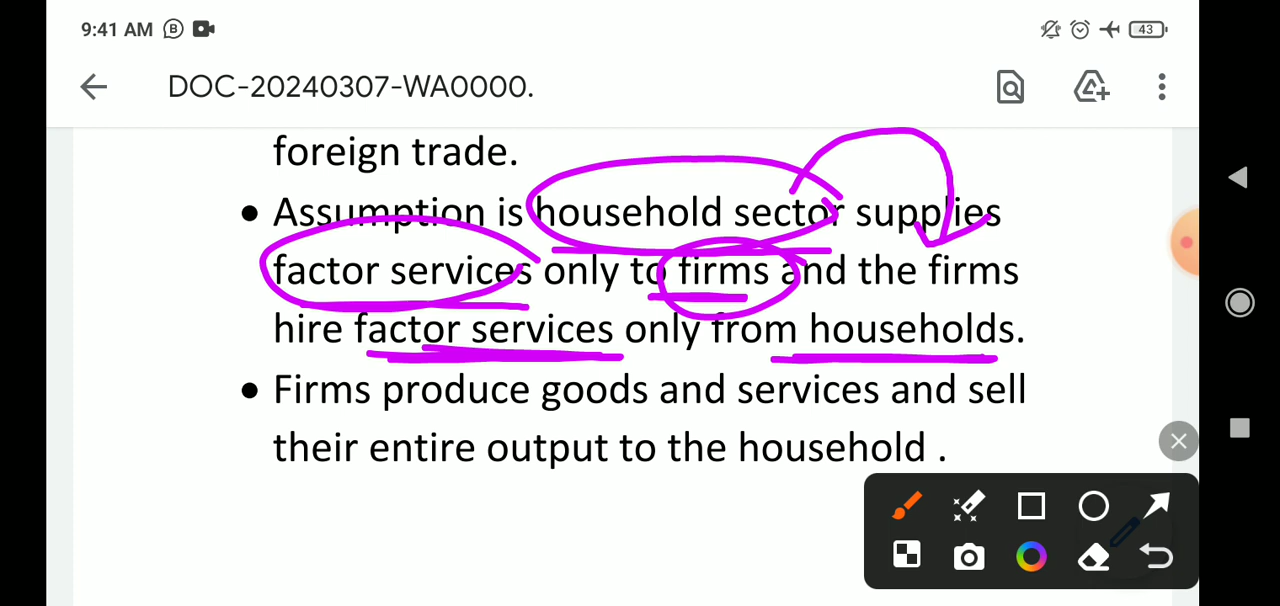 9:41 AM
43
DOC-20240307-WA0000.
foreign trade.
• Assumption is household sector supplies
factor services only to firms and the firms
hire factor services only from households.
• Firms produce goods and services and sell
their entire output to the household .